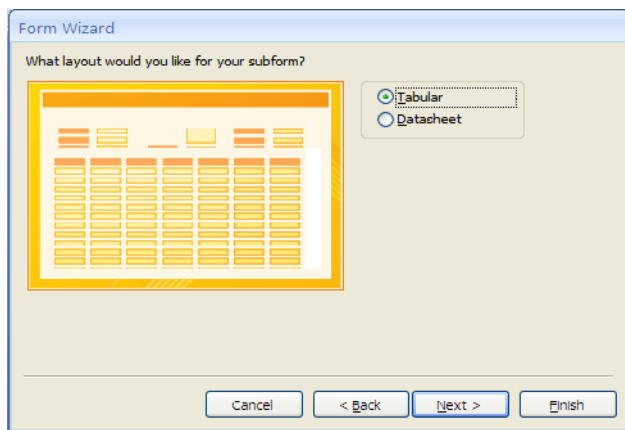 Form Wizard
What layout would you like for your subform?
Tabular
Datasheet
Cancel
< Back
Next >
Finish